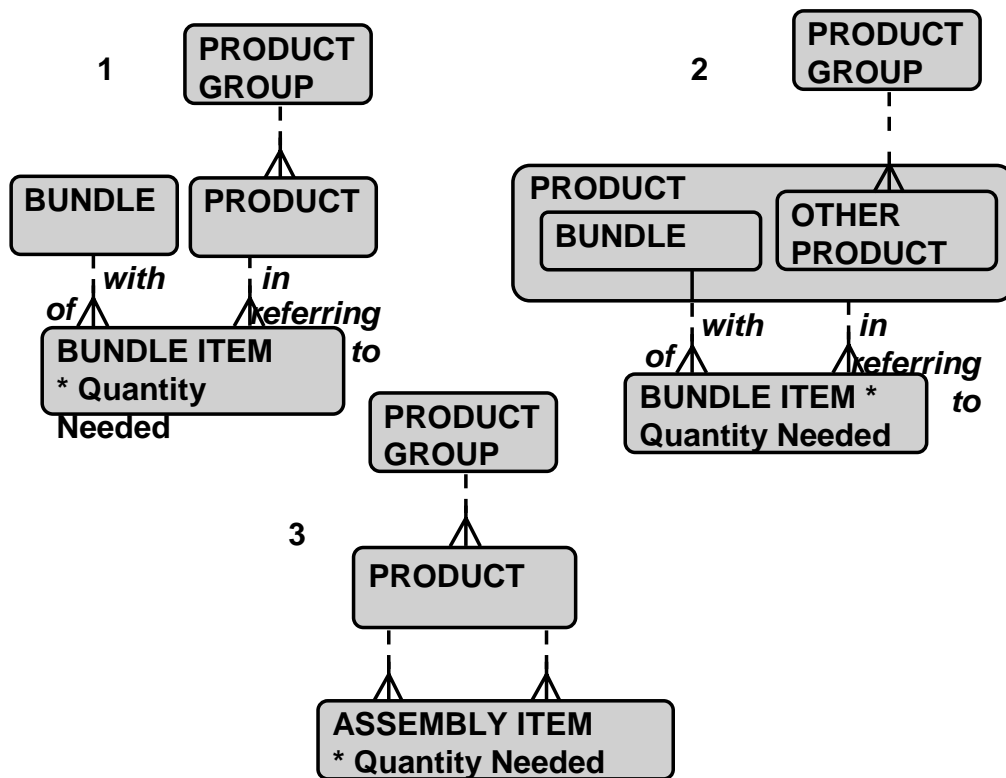 1
PRODUCT
GROUP
BUNDLE
PRODUCT
with
in
of
referring
to
BUNDLE ITEM
* Quantity
Needed
2
PRODUCT
GROUP
PRODUCT
BUNDLE
OTHER
PRODUCT
with
in
of
referring
to
BUNDLE ITEM *
Quantity Needed
3
PRODUCT
GROUP
PRODUCT
ASSEMBLY ITEM
* Quantity Needed